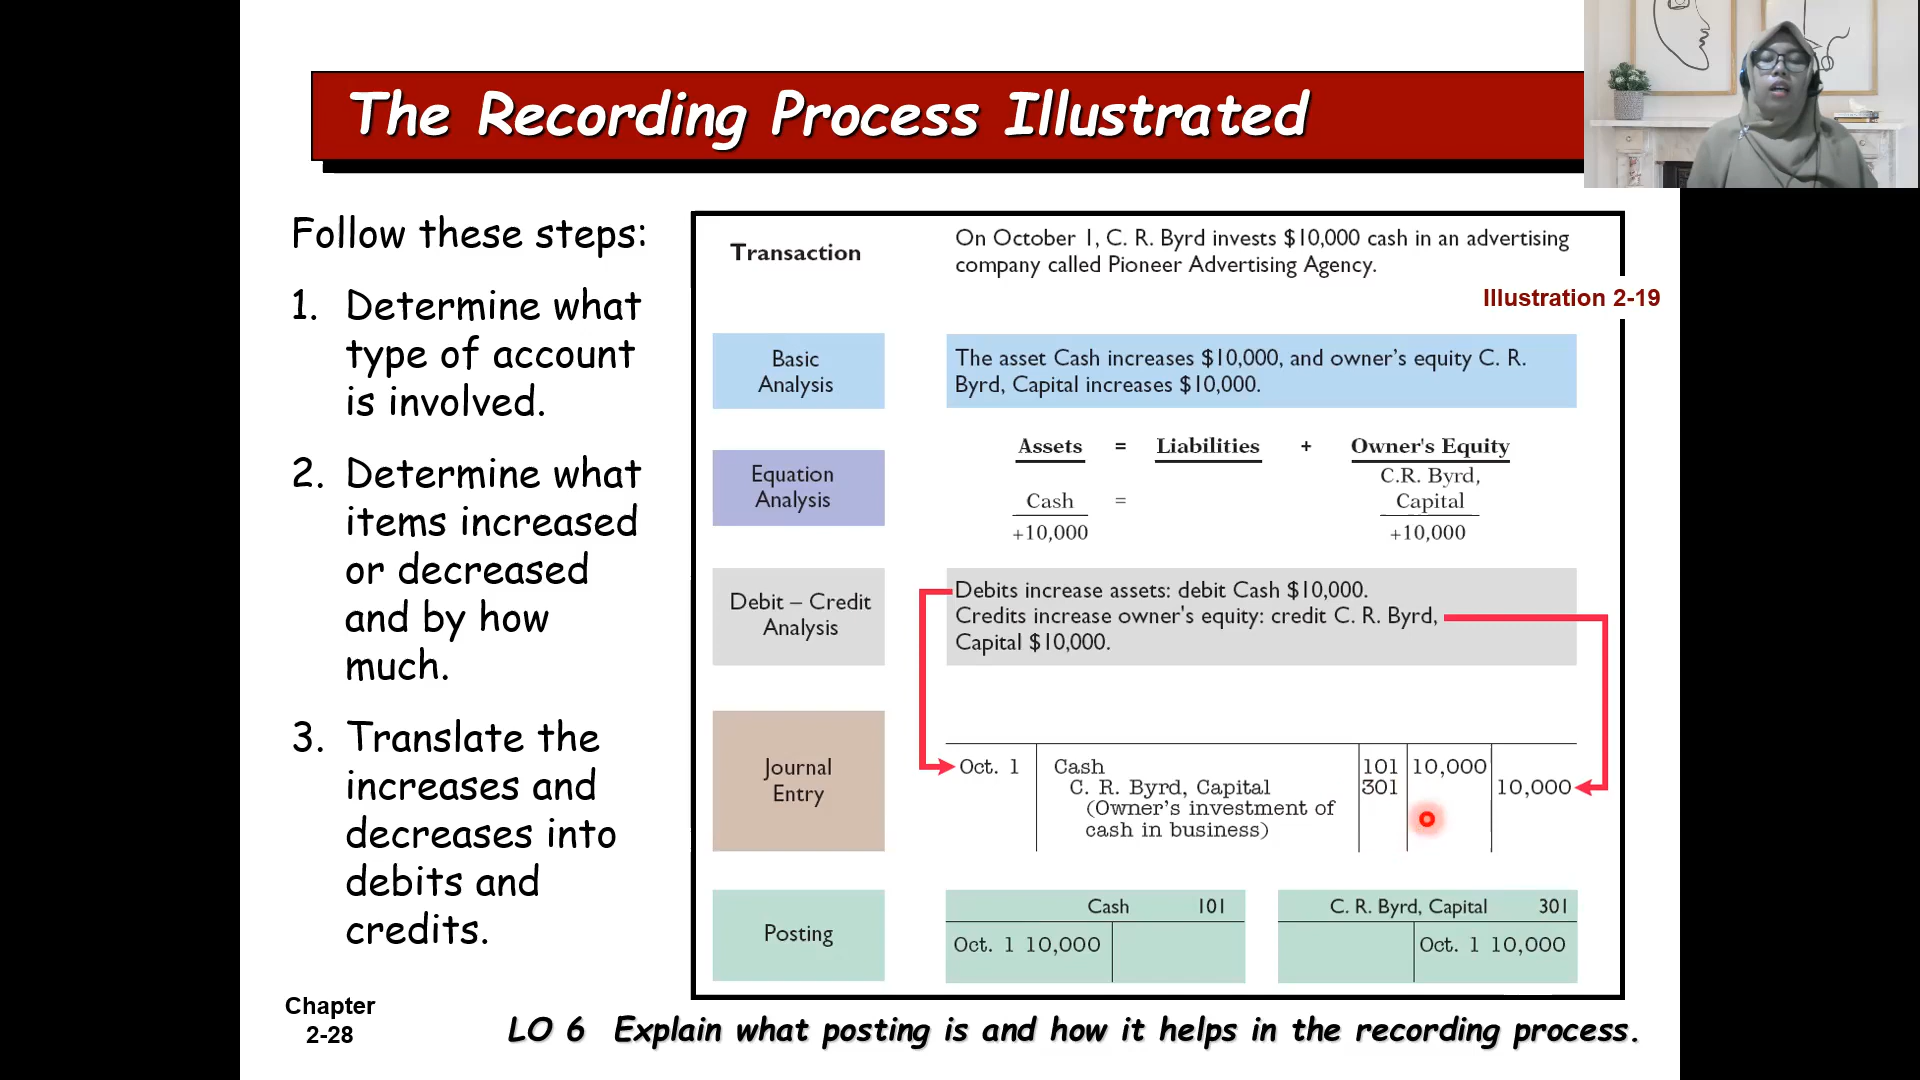 The Recording Process Illustrated
Follow these steps:
1. Determine what
type of account
is involved.
2. Determine what
items increased
or decreased
and by how
much.
3. Translate the
increases and
decreases into
debits and
credits.
Transaction
On October 1, C. R. Byrd invests $10,000 cash in an advertising
company called Pioneer Advertising Agency.
Illustration 2-19
Basic
Analysis
The asset Cash increases $10,000, and owner's equity C. R.
Byrd, Capital increases $10,000.
Equation
Analysis
Assets = Liabilities + Owner's Equity
C.R. Byrd,
Cash = Capital
+10,000 +10,000
Debit – Credit
Analysis
Debits increase assets: debit Cash $10,000.
Credits increase owner's equity: credit C. R. Byrd,
Capital $10,000.
Journal
Entry
Oct. 1 Cash 101 10,000
C. R. Byrd, Capital 301 10,000
(Owner's investment of
cash in business)
Posting
Cash 101
Oct. 1 10,000
C. R. Byrd, Capital 301
Oct. 1 10,000
Chapter
2-28
LO 6 Explain what posting is and how it helps in the recording process.